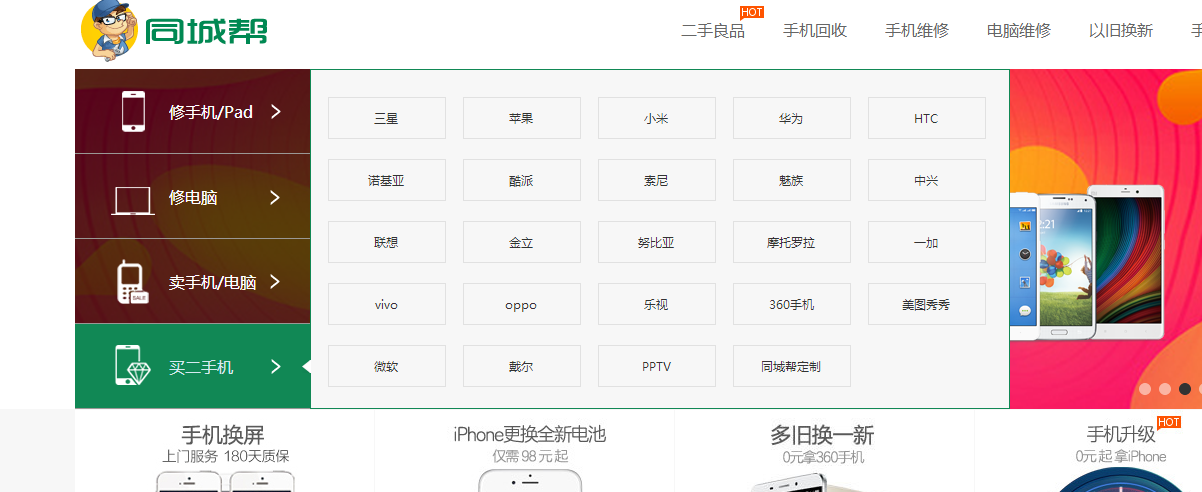 同城帮
二手良品 HOT 手机回收 手机维修 电脑维修 以旧换新
修手机/Pad
修电脑
卖手机/电脑
SALE
买二手机
三星 苹果 小米 华为 HTC
诺基亚 酷派 索尼 魅族 中兴
联想 金立 努比亚 摩托罗拉 一加
vivo oppo 乐视 360手机 美图秀秀
微软 戴尔 PPTV 同城帮定制
手机换屏
上门服务 180天质保
iPhone更换全新电池
仅需 98 元 起
多旧换一新
0元拿360手机
手机升级 HOT
0元 起 拿iPhone